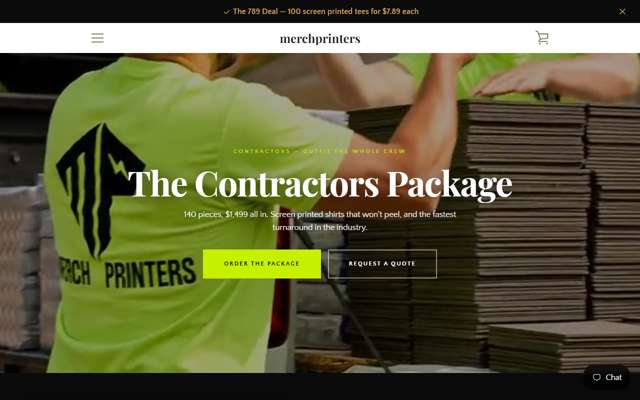 The 789 Deal — 100 screen printed tees for $7.89 each
merchprinters
CONTRACTORS — OUTFIT THE WHOLE CREW
The Contractors Package
140 pieces, $1,499 all in. Screen printed shirts that won't peel, and the fastest
turnaround in the industry.
ORDER THE PACKAGE
REQUEST A QUOTE
MERCH PRINTERS
Chat